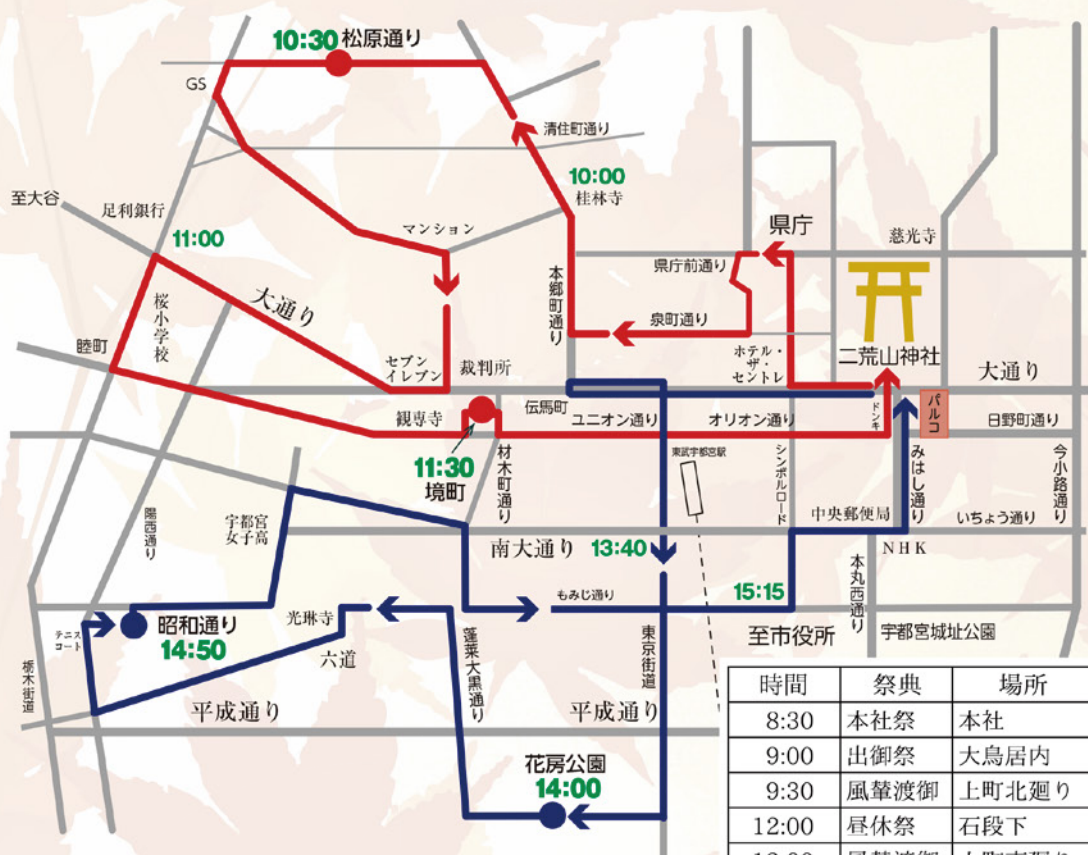 10:30 松原通り
GS
清住町通り
10:00
桂林寺
至大谷
足利銀行
11:00
マンション
県庁
慈光寺
県庁前通り
本郷町通り
泉町通り
大通り
桜小学校
睦町
セブン
イレブン
裁判所
ホテル・
ザ・
セントレ
二荒山神社
大通り
伝馬町
ユニオン通り
オリオン通り
ドンキ
パルコ
日野町通り
観専寺
11:30
境町
材木町通り
東武宇都宮駅
シンボルロード
みはし通り
今小路通り
中央郵便局
いちょう通り
NHK
陽西通り
宇都宮
女子高
南大通り
13:40
もみじ通り
15:15
本丸西通り
至市役所
宇都宮城址公園
テニス
コート
昭和通り
14:50
光琳寺
六道
蓬莱大黒通り
東京街道
栃木街道
平成通り
平成通り
花房公園
14:00
時間 祭典 場所
8:30 本社祭 本社
9:00 出御祭 大鳥居内
9:30 風輦渡御 上町北廻り
12:00 昼休祭 石段下